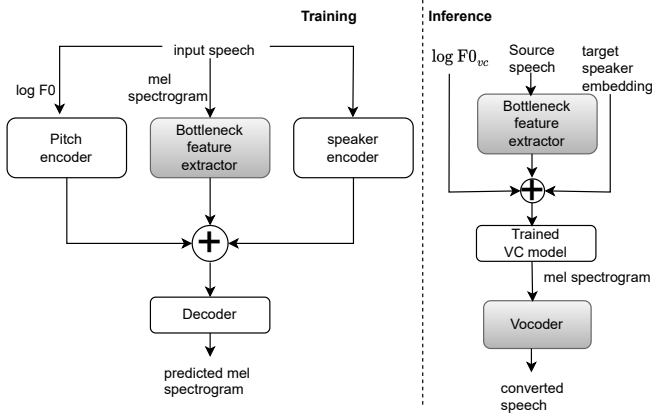 Training
input speech
log F0
mel
spectrogram
Pitch
encoder
Bottleneck
feature
extractor
speaker
encoder
+
Decoder
predicted mel
spectrogram
Inference
log F0vc
Source
speech
target
speaker
embedding
Bottleneck
feature
extractor
+
Trained
VC model
mel spectrogram
Vocoder
converted
speech